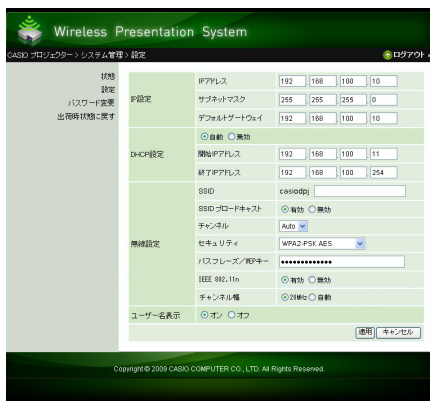 Wireless Presentation System
CASIO プロジェクター > システム管理 > 設定
ログアウト
状態
設定
パスワード変更
出荷時状態に戻す
IP設定
IPアドレス 192 168 100 10
サブネットマスク 255 255 255 0
デフォルトゲートウェイ 192 168 100 10
DHCP設定
自動 無効
開始IPアドレス 192 168 100 11
終了IPアドレス 192 168 100 254
無線設定
SSID casiodpj
SSID ブロードキャスト 有効 無効
チャンネル Auto
セキュリティ WPA2-PSK AES
パスフレーズ/WEPキー •••••••••••••
IEEE 802.11n 有効 無効
チャンネル幅 20MHz 自動
ユーザー名表示 オン オフ
適用 キャンセル
Copyright © 2009 CASIO COMPUTER CO., LTD. All Rights Reserved.